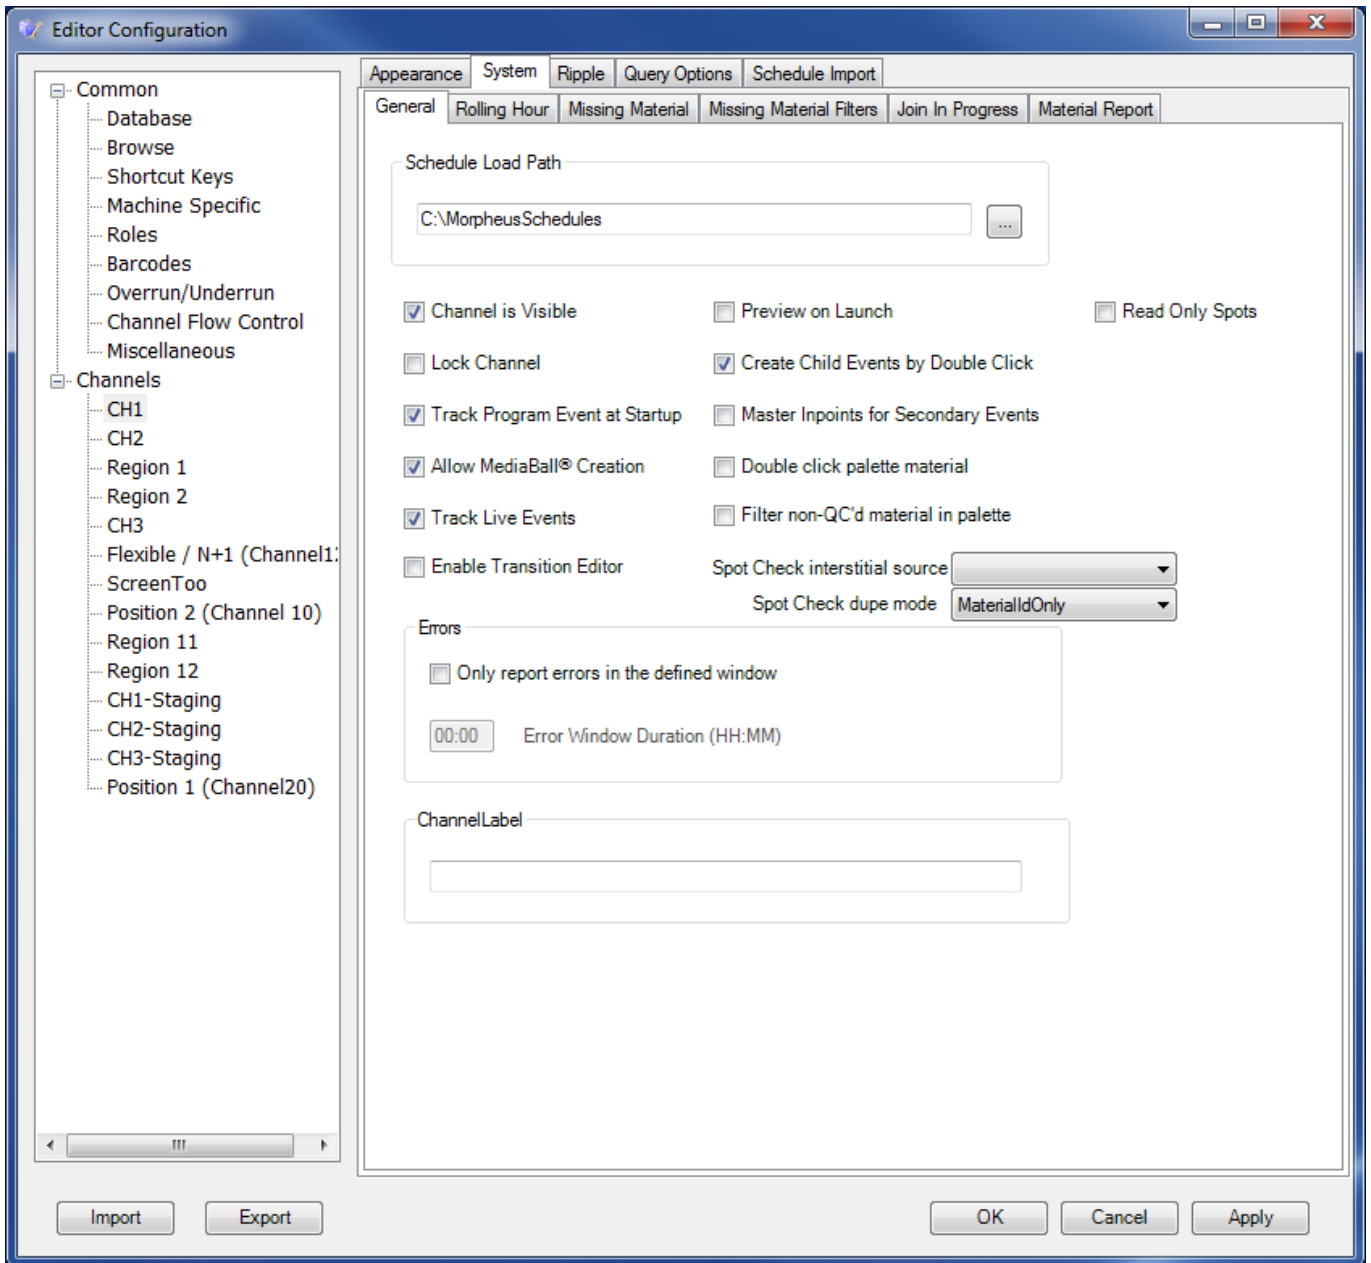 Editor Configuration
Common
Database
Browse
Shortcut Keys
Machine Specific
Roles
Barcodes
Overrun/Underrun
Channel Flow Control
Miscellaneous
Channels
CH1
CH2
Region 1
Region 2
CH3
Flexible / N+1 (Channel1
ScreenToo
Position 2 (Channel 10)
Region 11
Region 12
CH1-Staging
CH2-Staging
CH3-Staging
Position 1 (Channel20)
Import Export
Appearance System Ripple Query Options Schedule Import
General Rolling Hour Missing Material Missing Material Filters Join In Progress Material Report
Schedule Load Path
C:\MorpheusSchedules ...
Channel is Visible Preview on Launch Read Only Spots
Lock Channel Create Child Events by Double Click
Track Program Event at Startup Master Inpoints for Secondary Events
Allow MediaBall® Creation Double click palette material
Track Live Events Filter non-QC'd material in palette
Enable Transition Editor Spot Check interstitial source
Spot Check dupe mode MaterialIdOnly
Errors
Only report errors in the defined window
00:00 Error Window Duration (HH:MM)
ChannelLabel
OK Cancel Apply